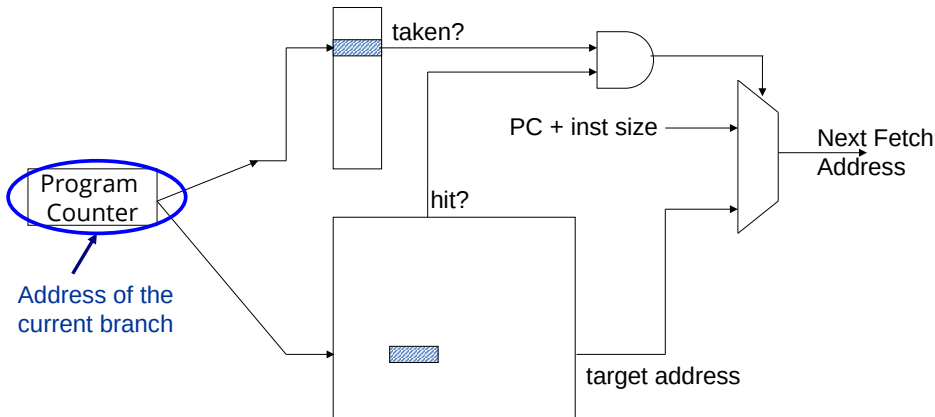 taken?
PC + inst size
Next Fetch
Address
Program
Counter
hit?
Address of the
current branch
target address